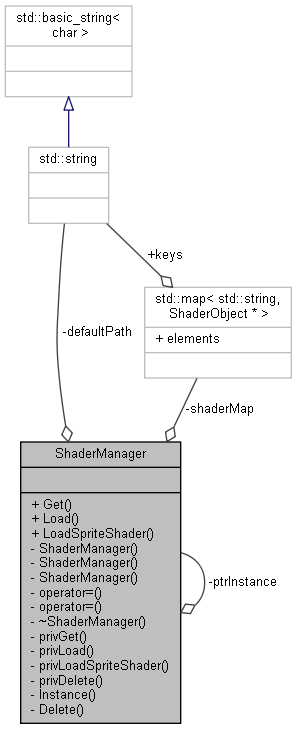 std::basic_string<
char >
std::string
+keys
std::map< std::string,
ShaderObject * >
+ elements
-defaultPath
-shaderMap
ShaderManager
+ Get()
+ Load()
+ LoadSpriteShader()
- ShaderManager()
- ShaderManager()
- ShaderManager()
- operator=()
- operator=()
- ~ShaderManager()
- privGet()
- privLoad()
- privLoadSpriteShader()
- privDelete()
- Instance()
- Delete()
-ptrInstance